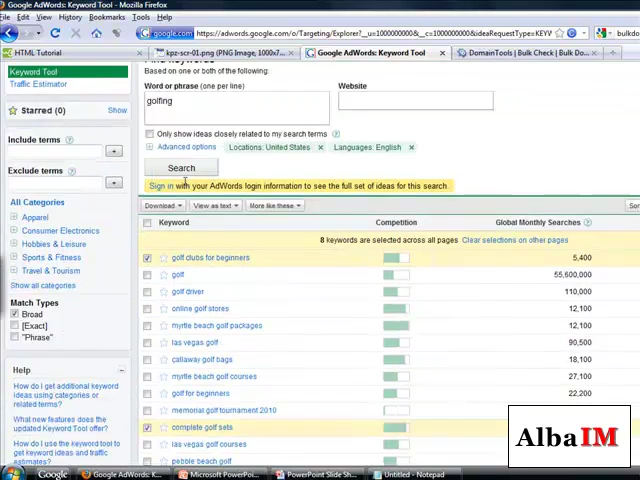 Google AdWords: Keyword Tool - Mozilla Firefox
Edit View History Bookmarks Tools Help
google.com https://adwords.google.com/o/Targeting/Explorer?__u=1000000000&__c=1000000000&ideaRequestType=KEYV
HTML Tutorial
kpz-scr-01.png (PNG Image, 1000x7...
Google AdWords: Keyword Tool
DomainTools | Bulk Check | Bulk Do...
Keyword Tool
Traffic Estimator
Starred (0) Show
Include terms
Exclude terms
All Categories
Apparel
Consumer Electronics
Hobbies & Leisure
Sports & Fitness
Travel & Tourism
Show all categories
Match Types
Broad
[Exact]
"Phrase"
Help
How do I get additional keyword
ideas using categories or
related terms?
What new features does the
updated Keyword Tool offer?
How do I use the keyword tool to
get keyword ideas and traffic
estimates?
Find keywords
Based on one or both of the following:
Word or phrase (one per line) Website
golfing
Only show ideas closely related to my search terms
Advanced options Locations: United States Languages: English
Search
Sign in with your AdWords login information to see the full set of ideas for this search.
Download View as text More like these
Keyword Competition Global Monthly Searches
8 keywords are selected across all pages Clear selections on other pages
golf clubs for beginners 5,400
golf 55,600,000
golf driver 110,000
online golf stores 12,100
myrtle beach golf packages 12,100
las vegas golf 90,500
callaway golf bags 18,100
myrtle beach golf courses 27,100
golf for beginners 22,200
memorial golf tournament 2010
complete golf sets
las vegas golf courses
pebble beach golf
AlbaIM
Google
Google AdWords: K...
Microsoft PowerPoi...
PowerPoint Slide Sh...
Untitled - Notepad